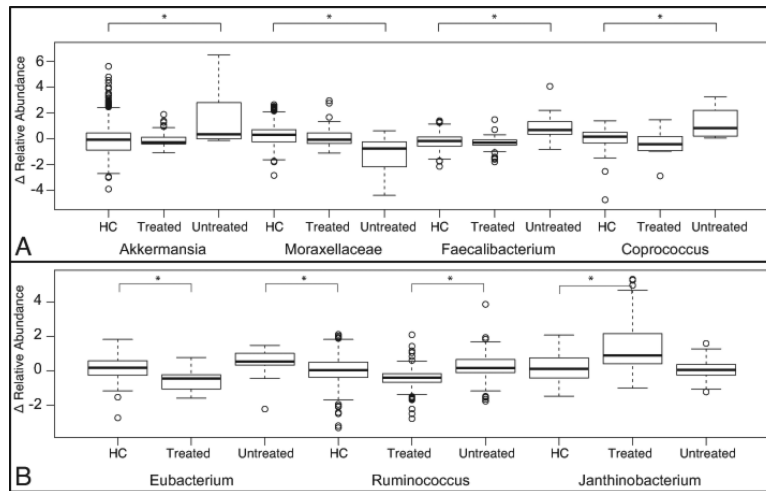 * * * *
Δ Relative Abundance
6
4
2
0
-2
-4
HC Treated Untreated HC Treated Untreated HC Treated Untreated HC Treated Untreated
A Akkermansia Moraxellaceae Faecalibacterium Coprococcus
* * * *
Δ Relative Abundance
4
2
0
-2
HC Treated Untreated HC Treated Untreated HC Treated Untreated
B Eubacterium Ruminococcus Janthinobacterium